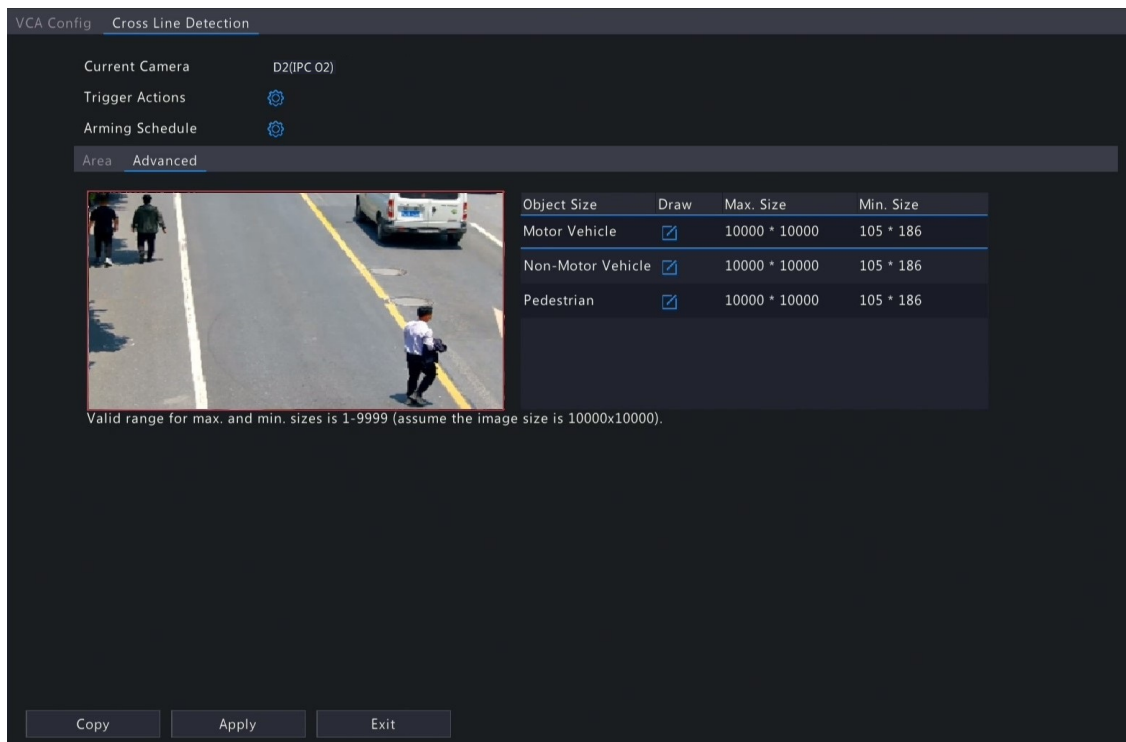 VCA Config Cross Line Detection
Current Camera D2(IPC 02)
Trigger Actions
Arming Schedule
Area Advanced
Object Size Draw Max. Size Min. Size
Motor Vehicle 10000 * 10000 105 * 186
Non-Motor Vehicle 10000 * 10000 105 * 186
Pedestrian 10000 * 10000 105 * 186
Valid range for max. and min. sizes is 1-9999 (assume the image size is 10000x10000).
Copy Apply Exit